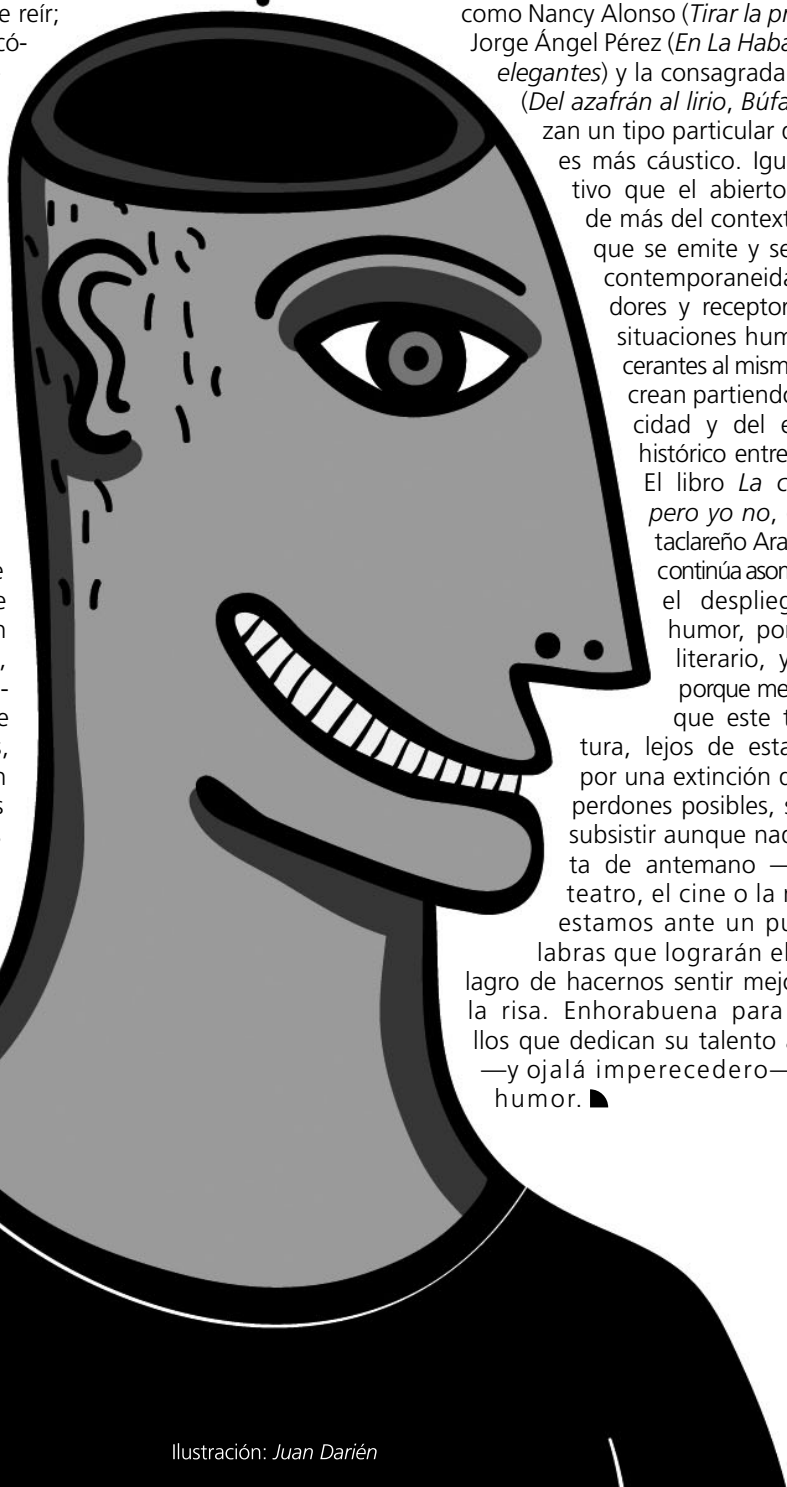 e reír;
có-
e
e
n
,
-
e
s,
n
s
como Nancy Alonso (Tirar la pr
Jorge Ángel Pérez (En La Haba
elegantes) y la consagrada
(Del azafrán al lirio, Búfa
zan un tipo particular d
es más cáustico. Igu
tivo que el abierto
de más del context
que se emite y se
contemporaneida
dores y receptor
situaciones hum
cerantes al mism
crean partiendo
cidad y del e
histórico entre
El libro La c
pero yo no,
taclareño Ara
continúa asom
el desplieg
humor, por
literario, y
porque me
que este t
tura, lejos de esta
por una extinción d
perdones posibles, s
subsistir aunque nad
ta de antemano —
teatro, el cine o la r
estamos ante un pu
labras que lograrán el
lagro de hacernos sentir mejo
la risa. Enhorabuena para
llos que dedican su talento a
—y ojalá imperecedero—
humor.
Ilustración: Juan Darién